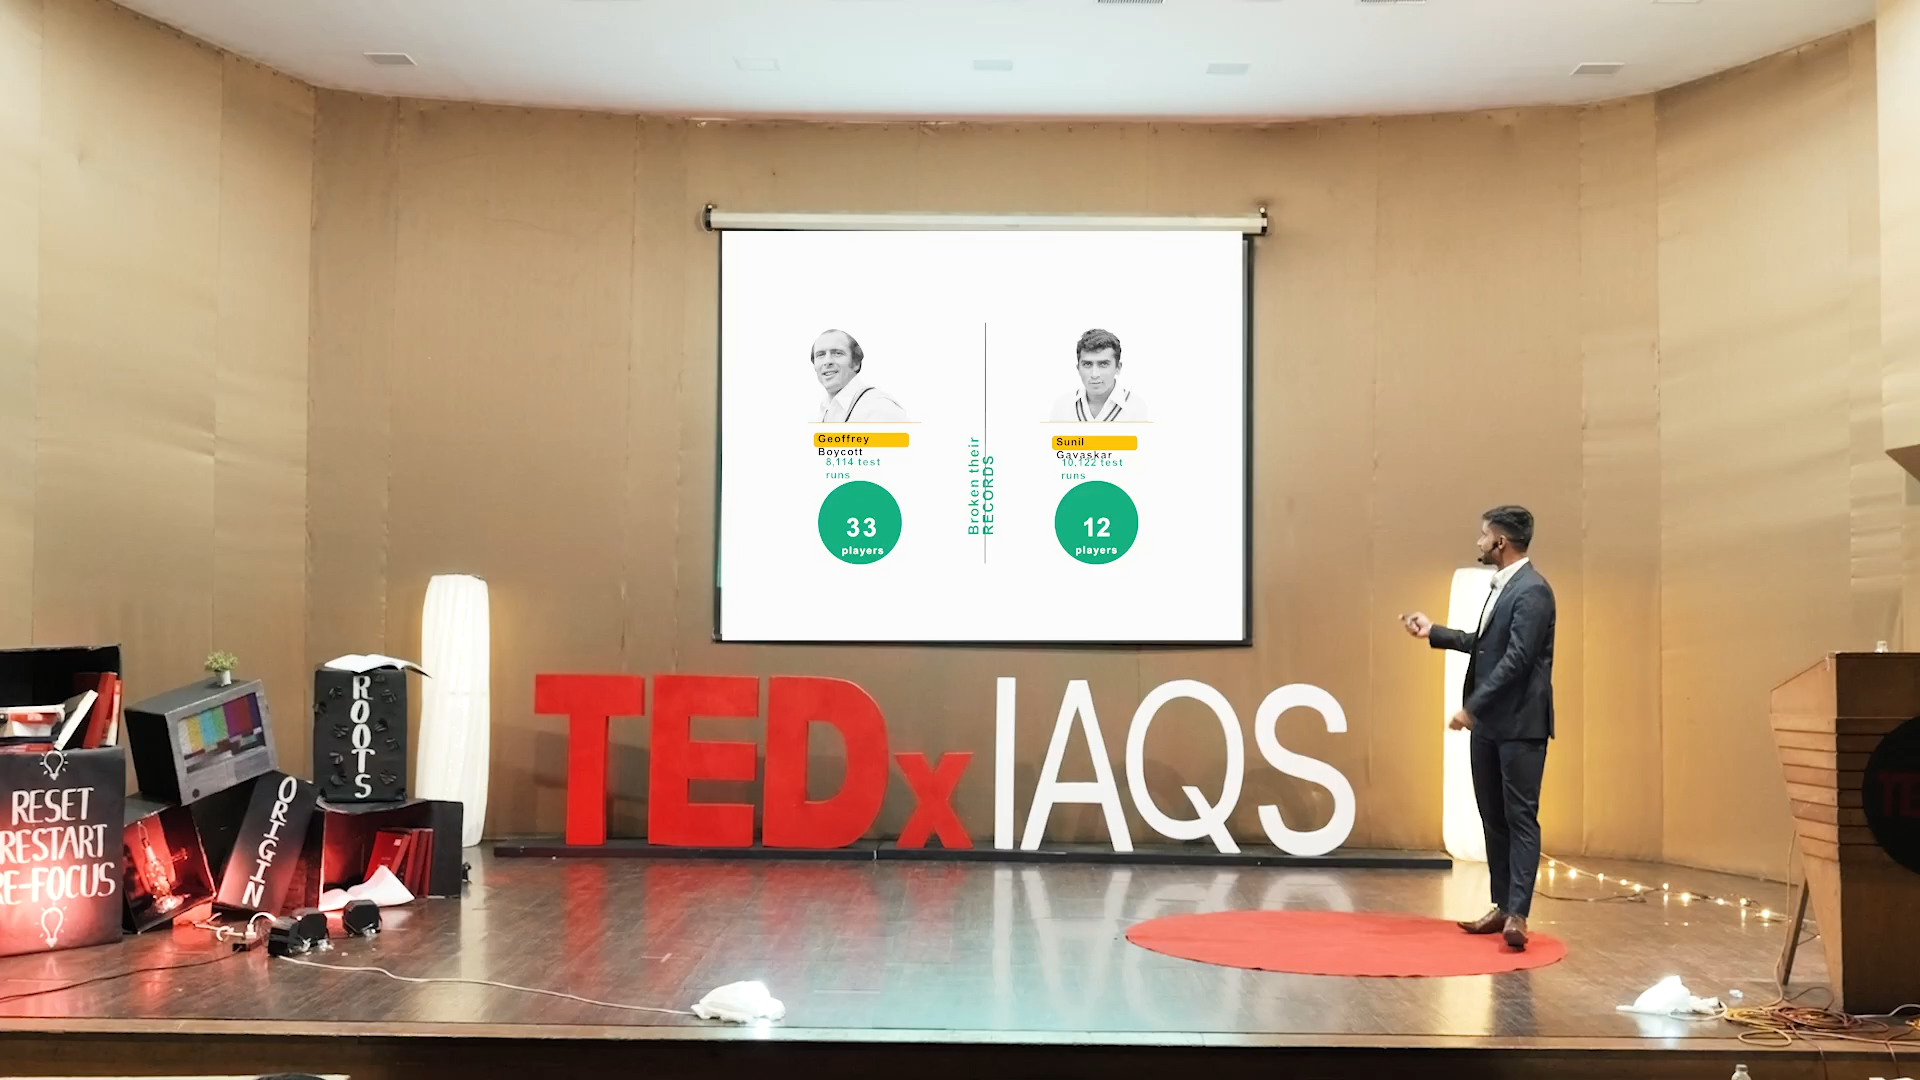 Geoffrey
Boycott
8,114 test
runs
33
players
Broken their
RECORDS
Sunil
Gavaskar
10,122 test
runs
12
players
TEDx IAQS
ROOTS
ORIGIN
RESET
RESTART
RE-FOCUS
TE